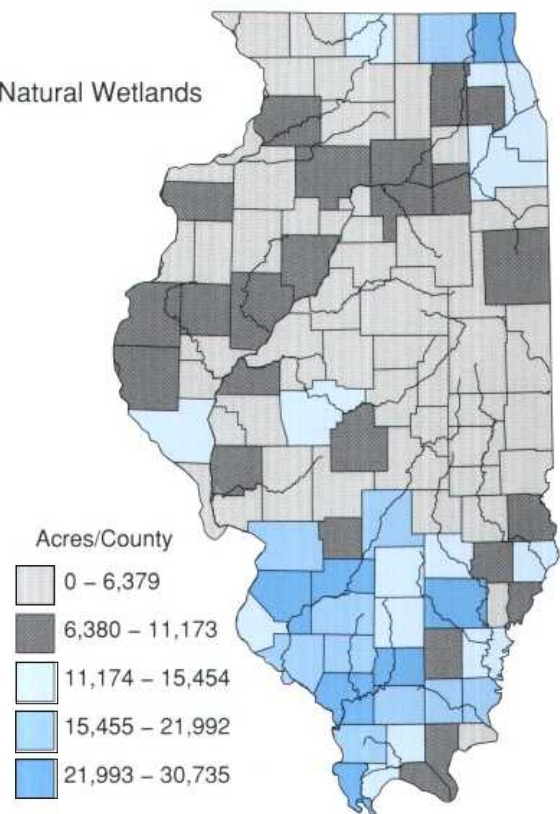 Natural Wetlands
Acres/County
0 – 6,379
6,380 – 11,173
11,174 – 15,454
15,455 – 21,992
21,993 – 30,735